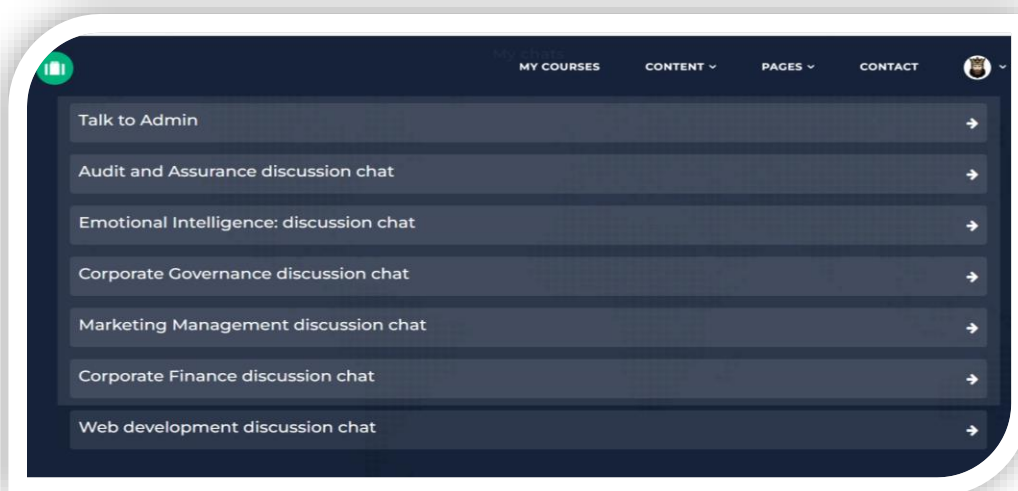 My chats
MY COURSES CONTENT PAGES CONTACT
Talk to Admin
Audit and Assurance discussion chat
Emotional Intelligence: discussion chat
Corporate Governance discussion chat
Marketing Management discussion chat
Corporate Finance discussion chat
Web development discussion chat